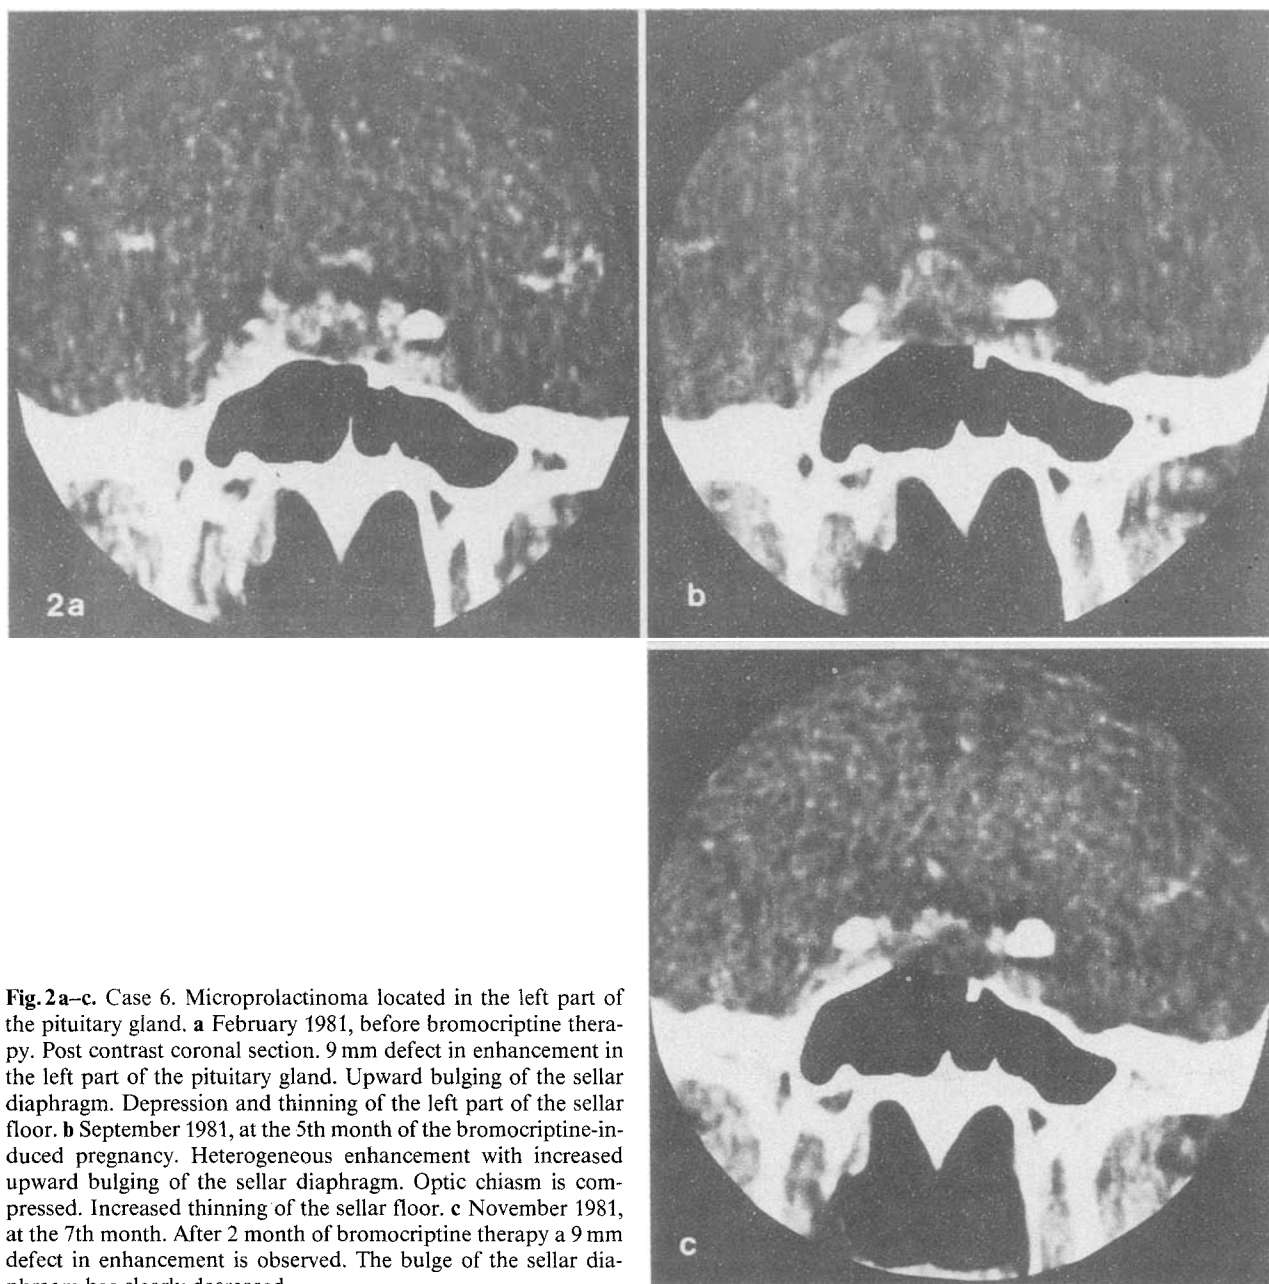 2a
b
c
Fig. 2 a–c. Case 6. Microprolactinoma located in the left part of
the pituitary gland. a February 1981, before bromocriptine thera-
py. Post contrast coronal section. 9 mm defect in enhancement in
the left part of the pituitary gland. Upward bulging of the sellar
diaphragm. Depression and thinning of the left part of the sellar
floor. b September 1981, at the 5th month of the bromocriptine-in-
duced pregnancy. Heterogeneous enhancement with increased
upward bulging of the sellar diaphragm. Optic chiasm is com-
pressed. Increased thinning of the sellar floor. c November 1981,
at the 7th month. After 2 month of bromocriptine therapy a 9 mm
defect in enhancement is observed. The bulge of the sellar dia-